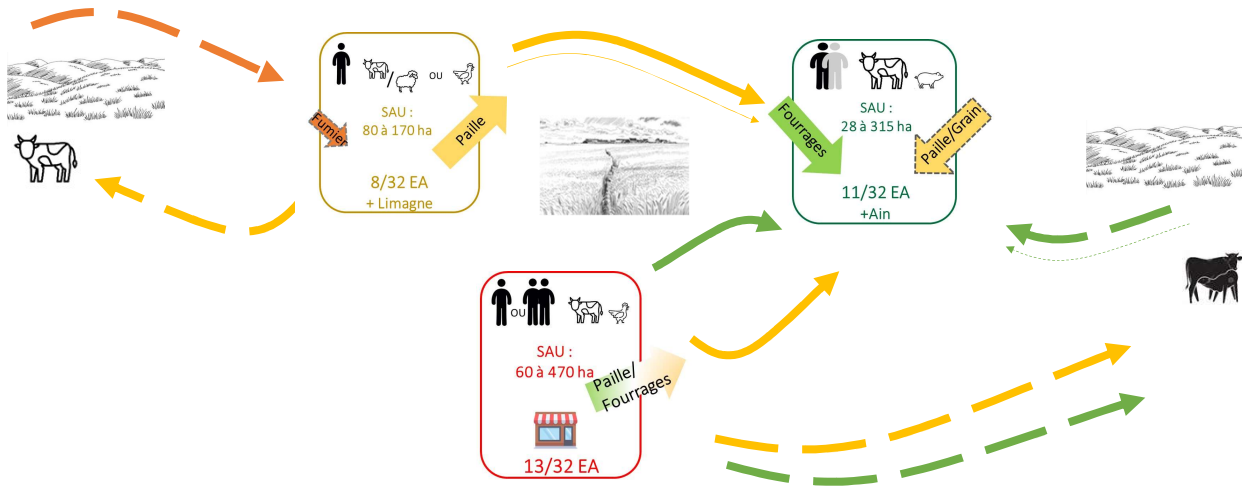 OU
SAU :
80 à 170 ha
Fumier
Paille
8/32 EA
+ Limagne
SAU :
28 à 315 ha
Fourrages
Paille/Grain
11/32 EA
+Ain
OU
SAU :
60 à 470 ha
Paille/
Fourrages
13/32 EA